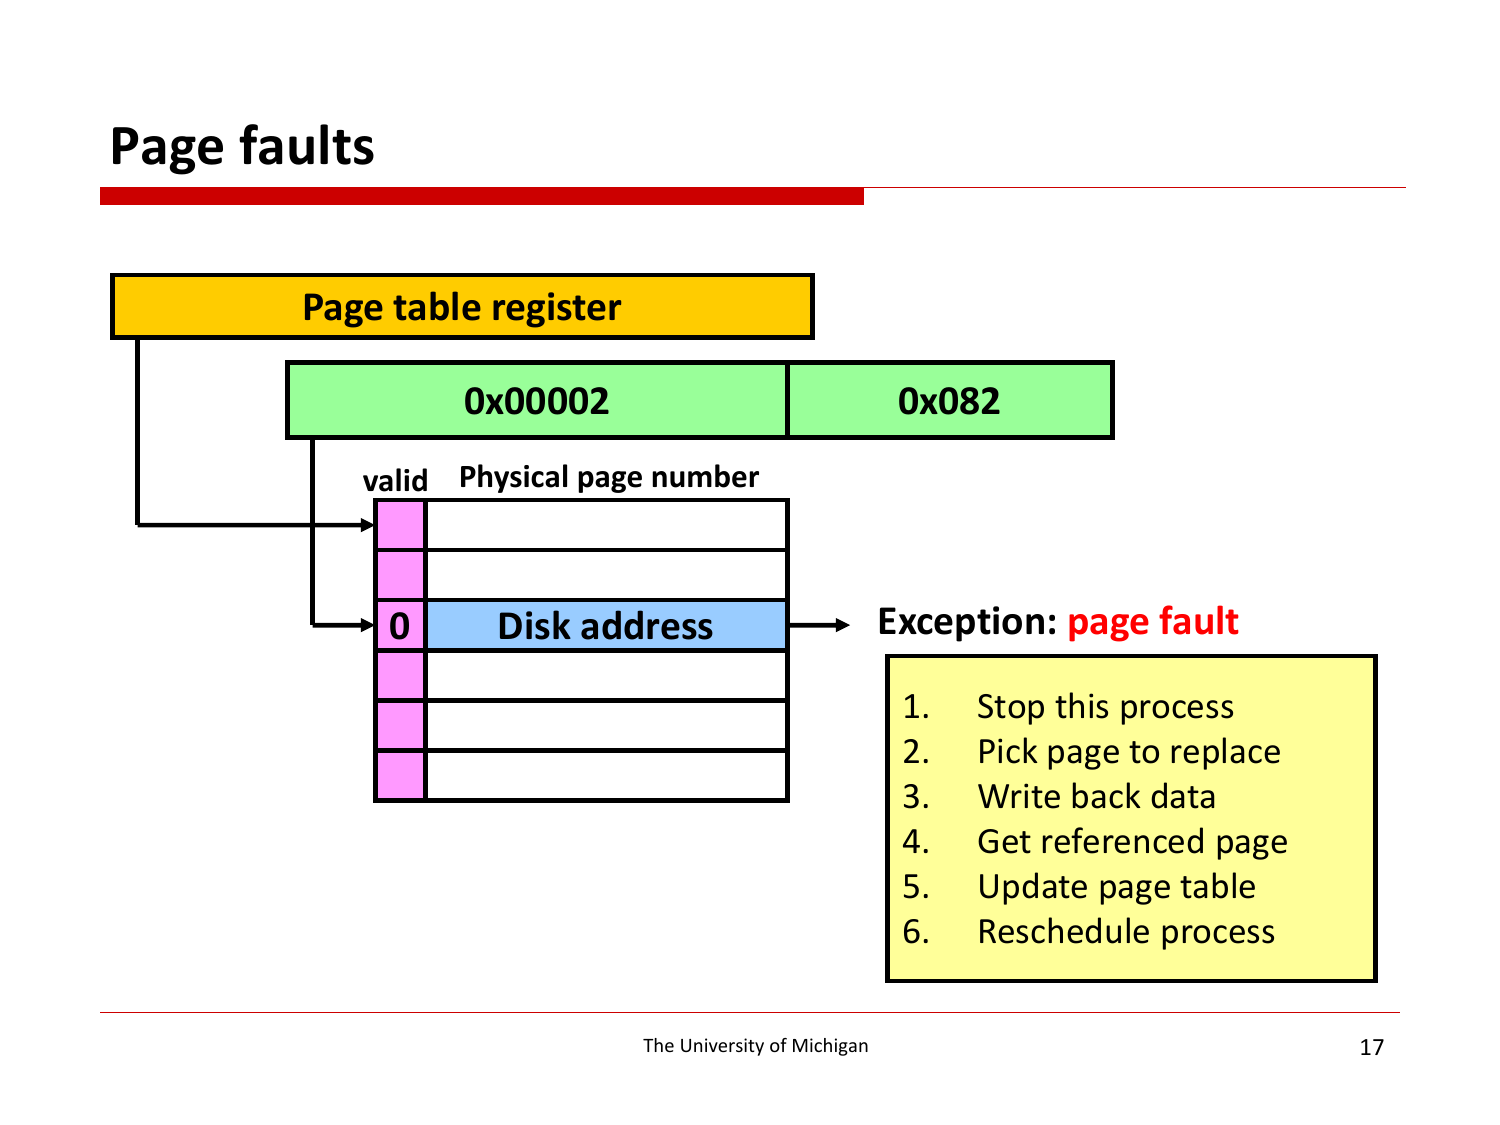 Page faults
Page table register
0x00002 0x082
valid Physical page number
0 Disk address
Exception: page fault
1. Stop this process
2. Pick page to replace
3. Write back data
4. Get referenced page
5. Update page table
6. Reschedule process
The University of Michigan 17